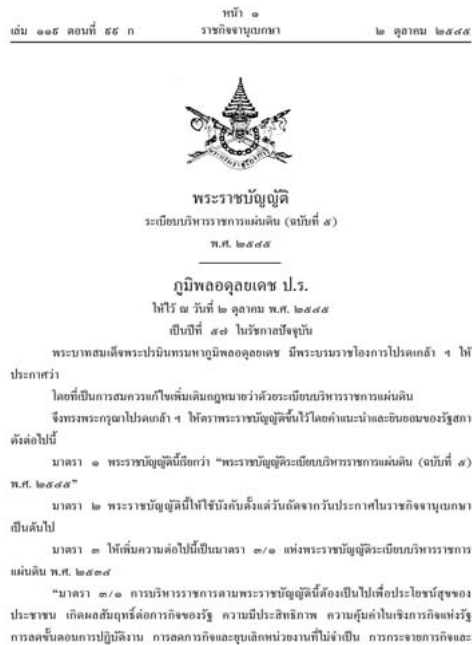 หน้า ๑
เล่ม ๑๑๙ ตอนที่ ๙๙ ก ราชกิจจานุเบกษา ๒ ตุลาคม ๒๕๔๕
พระราชบัญญัติ
ระเบียบบริหารราชการแผ่นดิน (ฉบับที่ ๕)
พ.ศ. ๒๕๔๕
ภูมิพลอดุลยเดช ป.ร.
ให้ไว้ ณ วันที่ ๒ ตุลาคม พ.ศ. ๒๕๔๕
เป็นปีที่ ๕๗ ในรัชกาลปัจจุบัน
พระบาทสมเด็จพระปรมินทรมหาภูมิพลอดุลยเดช มีพระบรมราชโองการโปรดเกล้า ฯ ให้
ประกาศว่า
โดยที่เป็นการสมควรแก้ไขเพิ่มเติมกฎหมายว่าด้วยระเบียบบริหารราชการแผ่นดิน
จึงทรงพระกรุณาโปรดเกล้า ฯ ให้ตราพระราชบัญญัติขึ้นไว้โดยคำแนะนำและยินยอมของรัฐสภา
ดังต่อไปนี้
มาตรา ๑ พระราชบัญญัตินี้เรียกว่า “พระราชบัญญัติระเบียบบริหารราชการแผ่นดิน (ฉบับที่ ๕)
พ.ศ. ๒๕๔๕”
มาตรา ๒ พระราชบัญญัตินี้ให้ใช้บังคับตั้งแต่วันถัดจากวันประกาศในราชกิจจานุเบกษา
เป็นต้นไป
มาตรา ๓ ให้เพิ่มความต่อไปนี้เป็นมาตรา ๓/๑ แห่งพระราชบัญญัติระเบียบบริหารราชการ
แผ่นดิน พ.ศ. ๒๕๓๔
“มาตรา ๓/๑ การบริหารราชการตามพระราชบัญญัตินี้ต้องเป็นไปเพื่อประโยชน์สุขของ
ประชาชน เกิดผลสัมฤทธิ์ต่อภารกิจของรัฐ ความมีประสิทธิภาพ ความคุ้มค่าในเชิงภารกิจแห่งรัฐ
การลดขั้นตอนการปฏิบัติงาน การลดภารกิจและยุบเลิกหน่วยงานที่ไม่จำเป็น การกระจายภารกิจและ